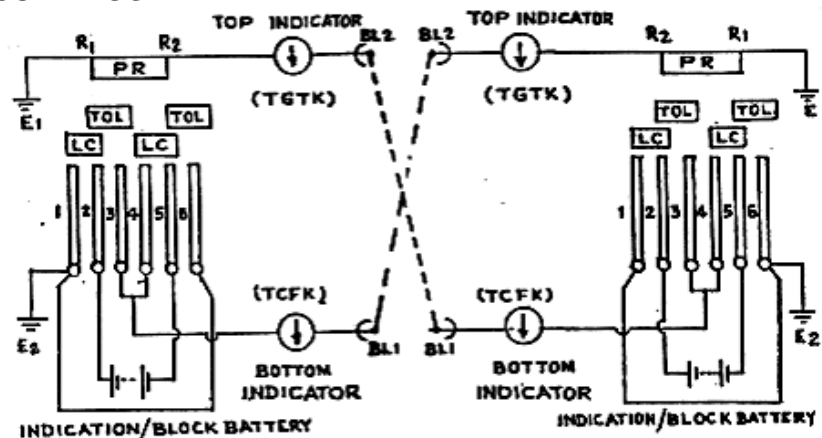 TOP INDICATOR
TOP INDICATOR
R1 R2
BL2
BL2
R2 R1
PR
PR
(TGTK)
(TGTK)
E1
E
TOL TOL
TOL TOL
LC LC
LC LC
1 2 3 4 5 6
1 2 3 4 5 6
(TCFK)
(TCFK)
E2
E2
BL1
BL1
BOTTOM
INDICATOR
BOTTOM
INDICATOR
INDICATION/BLOCK BATTERY
INDICATION/BLOCK BATTERY